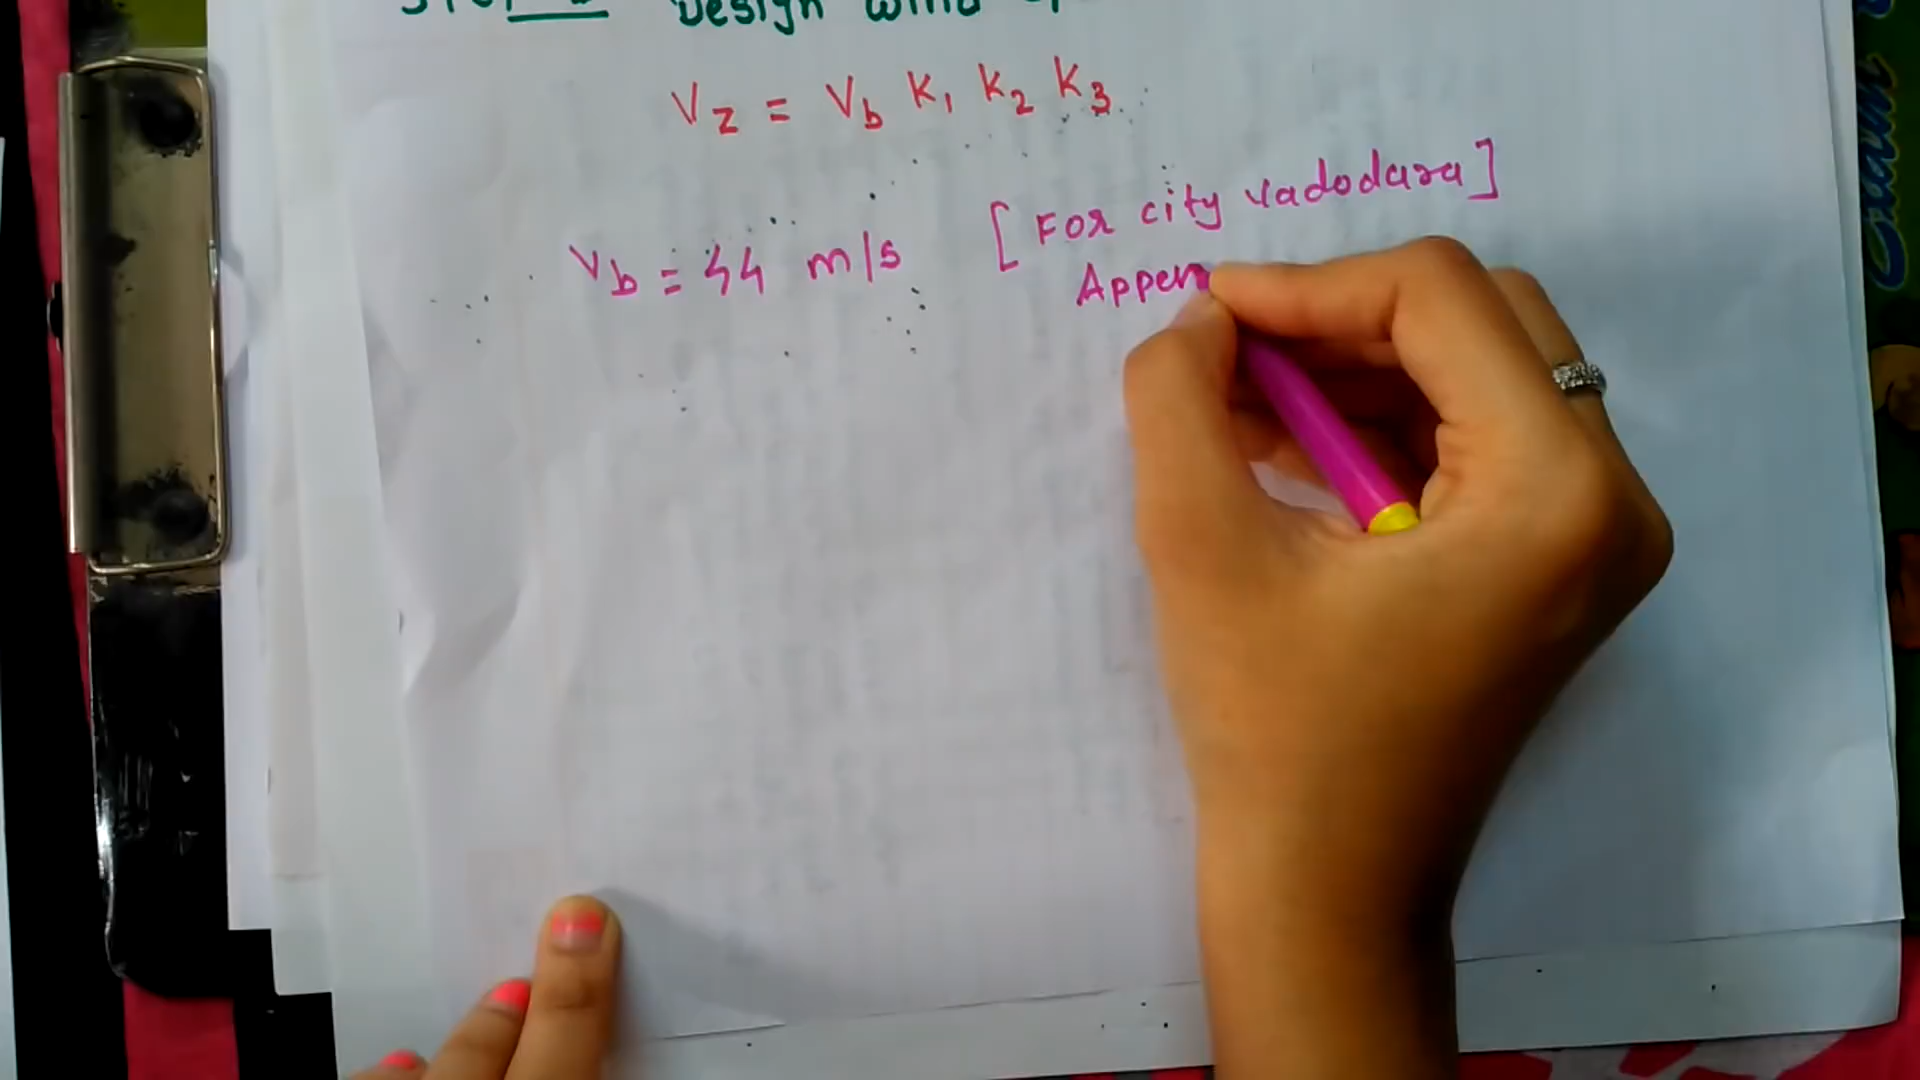 Design wind
Vz = Vb K1 K2 K3
[For city Vadodara]
Vb = 44 m/s
Appen